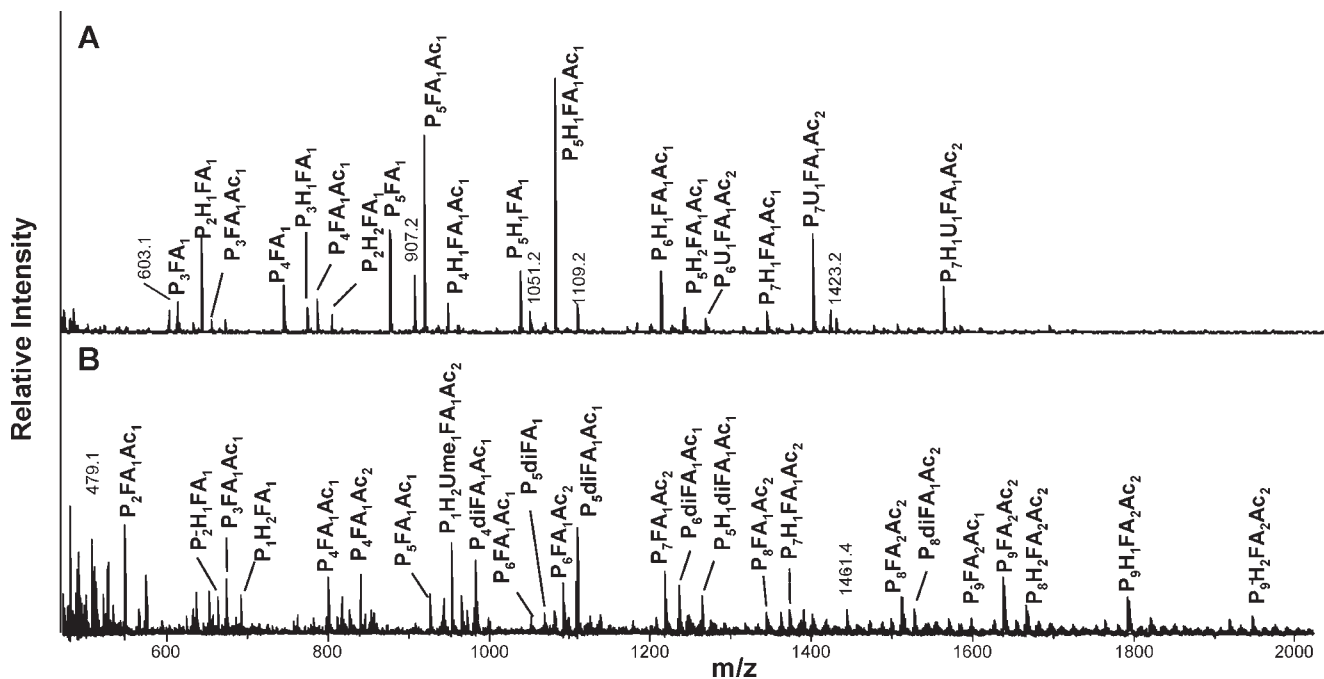 A
603.1
P₃FA₁
P₂H₁FA₁
P₃FA₁Ac₁
P₄FA₁
P₃H₁FA₁
P₄FA₁Ac₁
P₂H₂FA₁
P₅FA₁
907.2
P₅FA₁Ac₁
P₄H₁FA₁Ac₁
P₅H₁FA₁
1051.2
P₅H₁FA₁Ac₁
1109.2
P₆H₁FA₁Ac₁
P₅H₂FA₁Ac₁
P₆U₁FA₁Ac₂
P₇H₁FA₁Ac₁
P₇U₁FA₁Ac₂
1423.2
P₇H₁U₁FA₁Ac₂
Relative Intensity
B
479.1
P₂FA₁Ac₁
P₂H₁FA₁
P₃FA₁Ac₁
P₁H₂FA₁
P₄FA₁Ac₁
P₄FA₁Ac₂
P₅FA₁Ac₁
P₁H₂Ume₁FA₁Ac₂
P₄diFA₁Ac₁
P₆FA₁Ac₁
P₅diFA₁
P₆FA₁Ac₂
P₅diFA₁Ac₁
P₇FA₁Ac₂
P₆diFA₁Ac₁
P₅H₁diFA₁Ac₁
P₈FA₁Ac₂
P₇H₁FA₁Ac₂
1461.4
P₈FA₂Ac₂
P₈diFA₁Ac₂
P₉FA₂Ac₁
P₉FA₂Ac₂
P₈H₂FA₂Ac₂
P₉H₁FA₂Ac₂
P₉H₂FA₂Ac₂
600 800 1000 1200 1400 1600 1800 2000
m/z